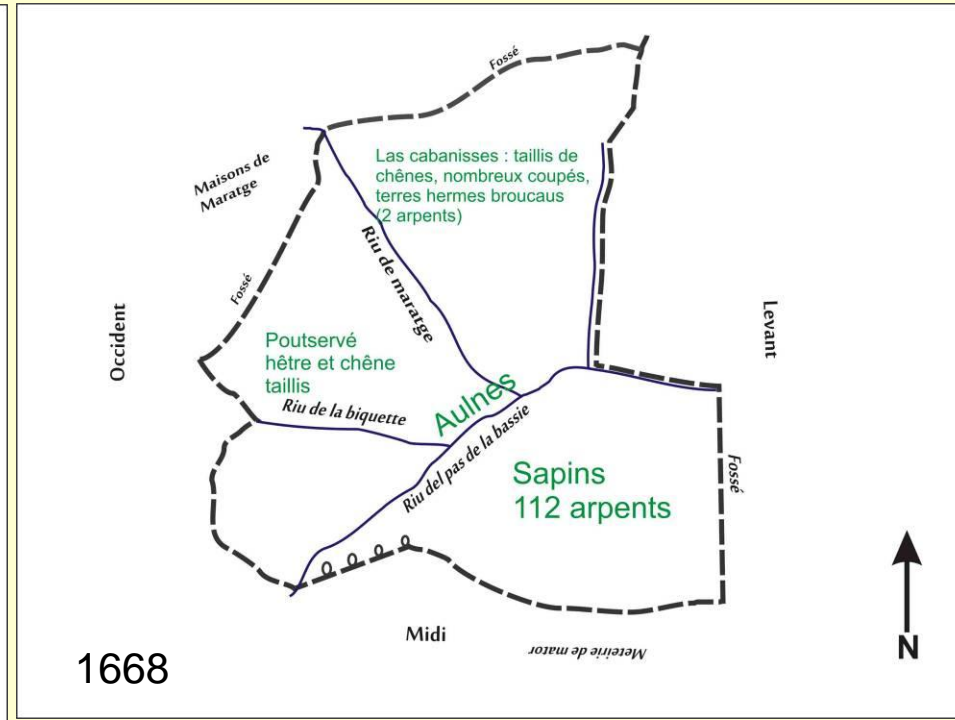 Fossé
Las cabanisses : taillis de
chênes, nombreux coupés,
terres hermes broucaus
(2 arpents)
Maisons de
Maratge
Riu de maratge
Fossé
Occident
Levant
Poutservé
hêtre et chêne
taillis
Riu de la biquette
Aulnes
Riu del pas de la bassie
Sapins
112 arpents
Fossé
Midi
Meteirie de mator
N
1668